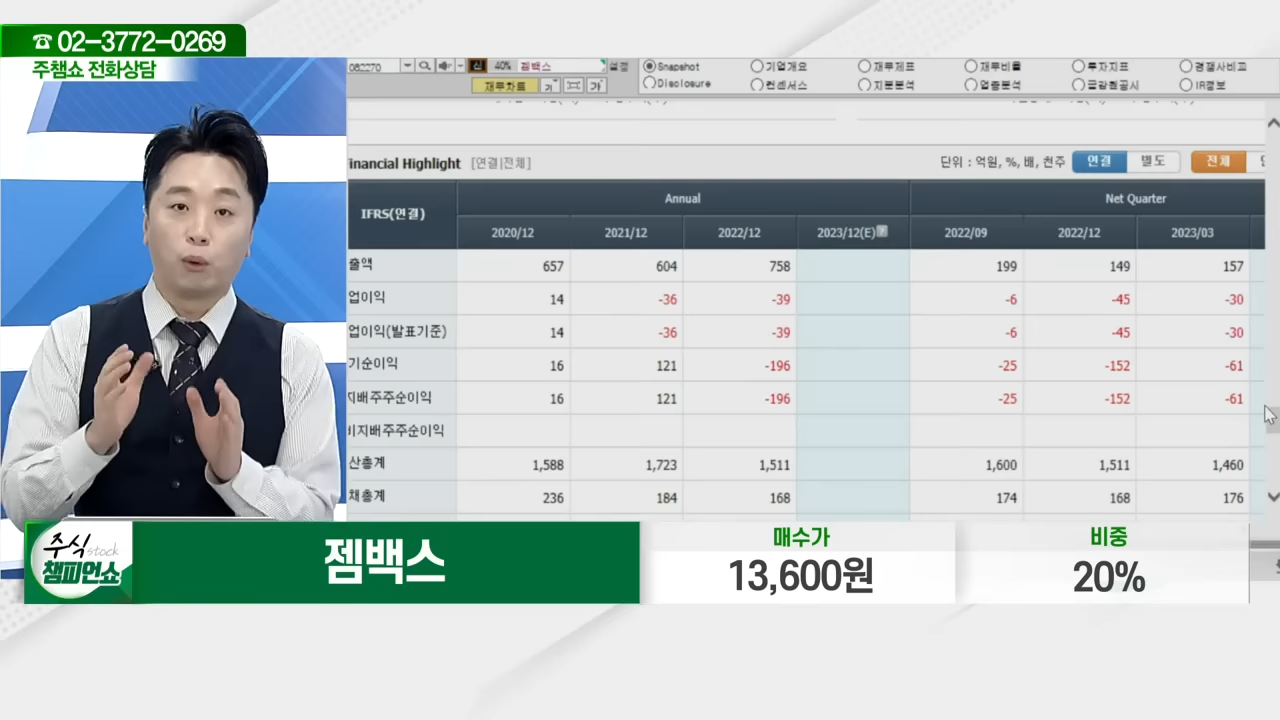 ☎ 02-3772-0269
주챔쇼 전화상담
082270 신 40% 젬백스 설정
재무차트
Snapshot 기업개요 재무제표 재무비율 투자지표 경쟁사비교
Disclosure 컨센서스 지분분석 업종분석 금감원공시 IR정보
inancial Highlight [연결|전체] 단위 : 억원, %, 배, 천주 연결 별도 전체
IFRS(연결) Annual Net Quarter
2020/12 2021/12 2022/12 2023/12(E) 2022/09 2022/12 2023/03
출액 657 604 758 199 149 157
업이익 14 -36 -39 -6 -45 -30
업이익(발표기준) 14 -36 -39 -6 -45 -30
기순이익 16 121 -196 -25 -152 -61
지배주주순이익 16 121 -196 -25 -152 -61
비지배주주순이익
산총계 1,588 1,723 1,511 1,600 1,511 1,460
채총계 236 184 168 174 168 176
주식 stock
챔피언쇼
젬백스
매수가
13,600원
비중
20%